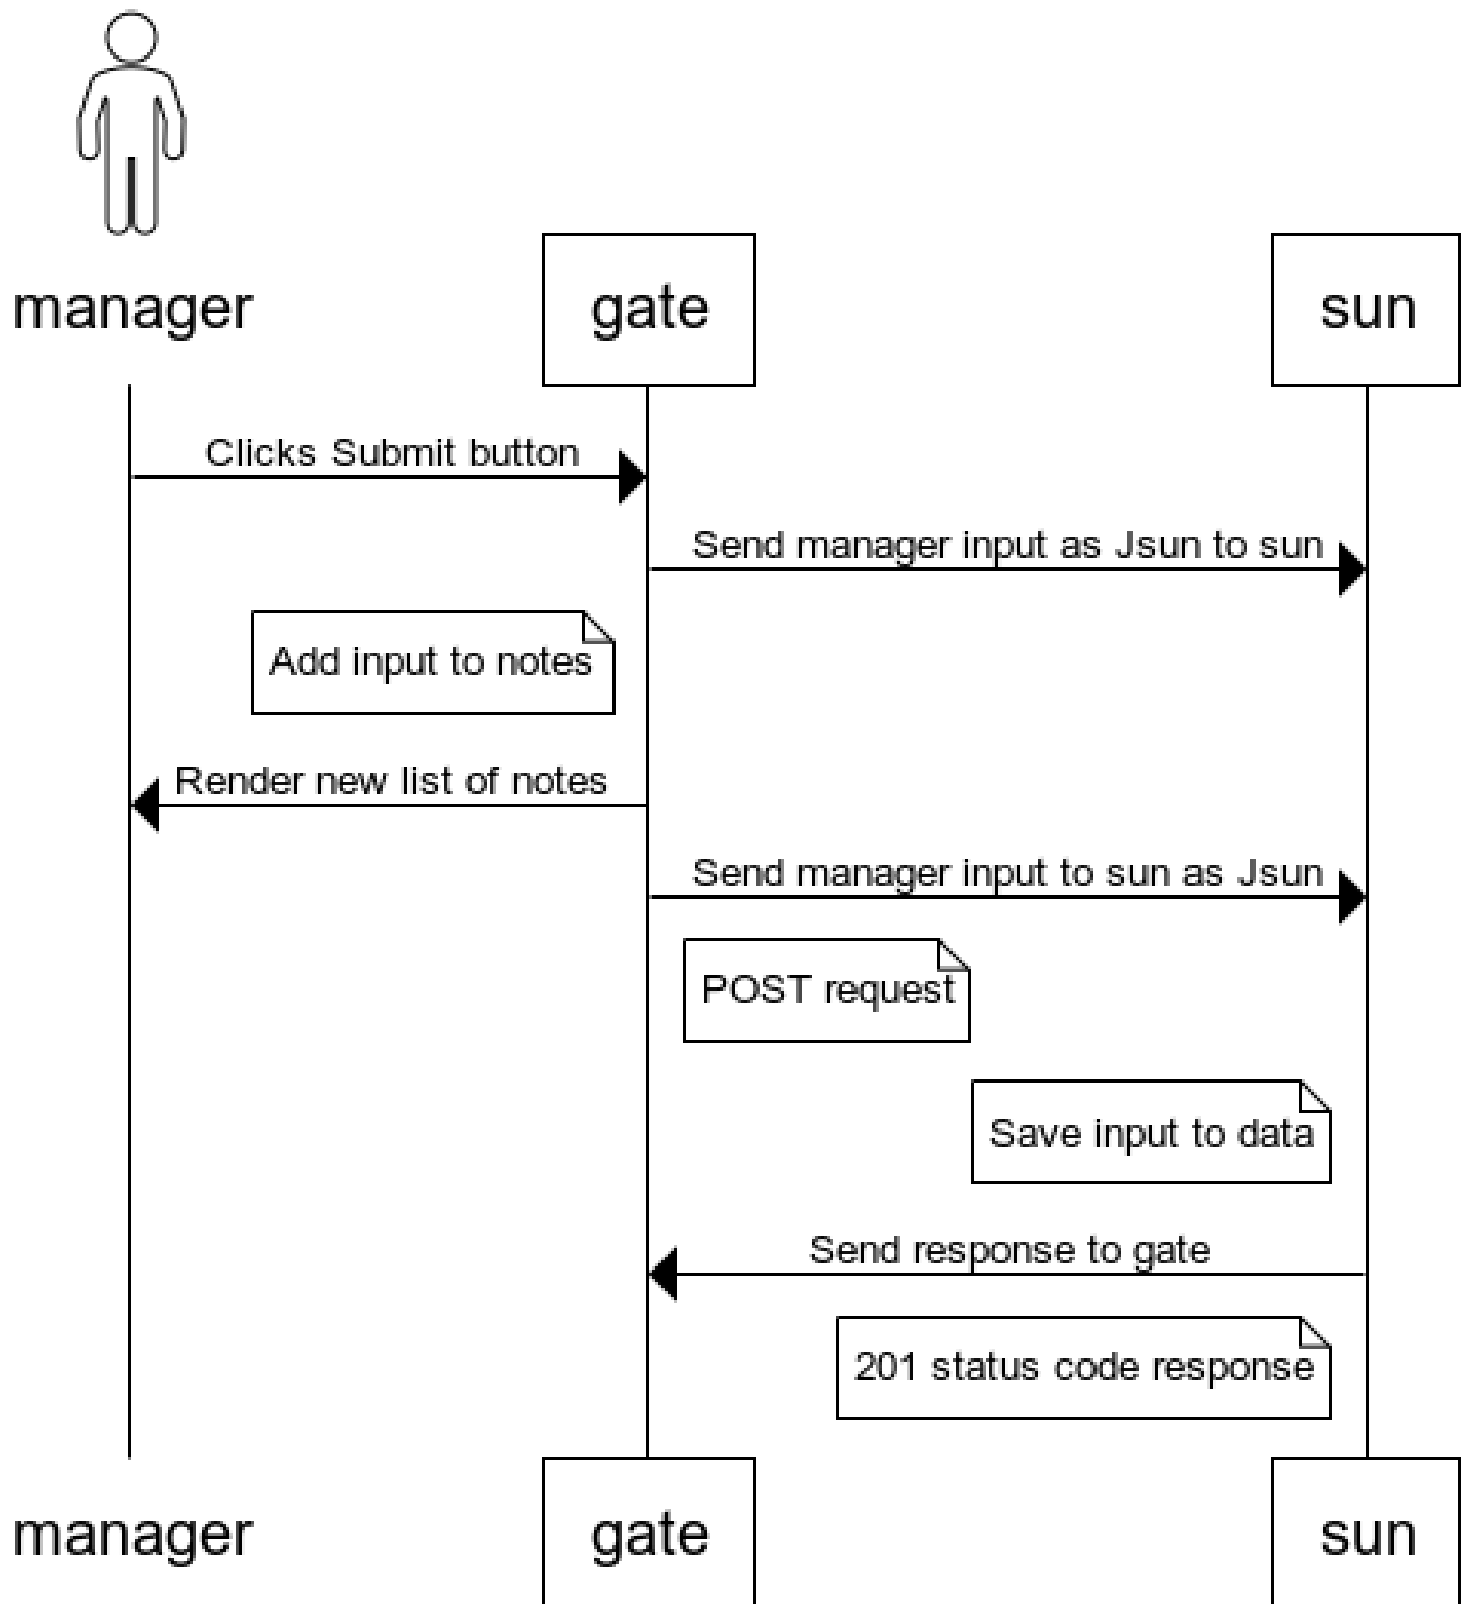 manager
gate
sun
Clicks Submit button
Send manager input as Jsun to sun
Add input to notes
Render new list of notes
Send manager input to sun as Jsun
POST request
Save input to data
Send response to gate
201 status code response
manager
gate
sun